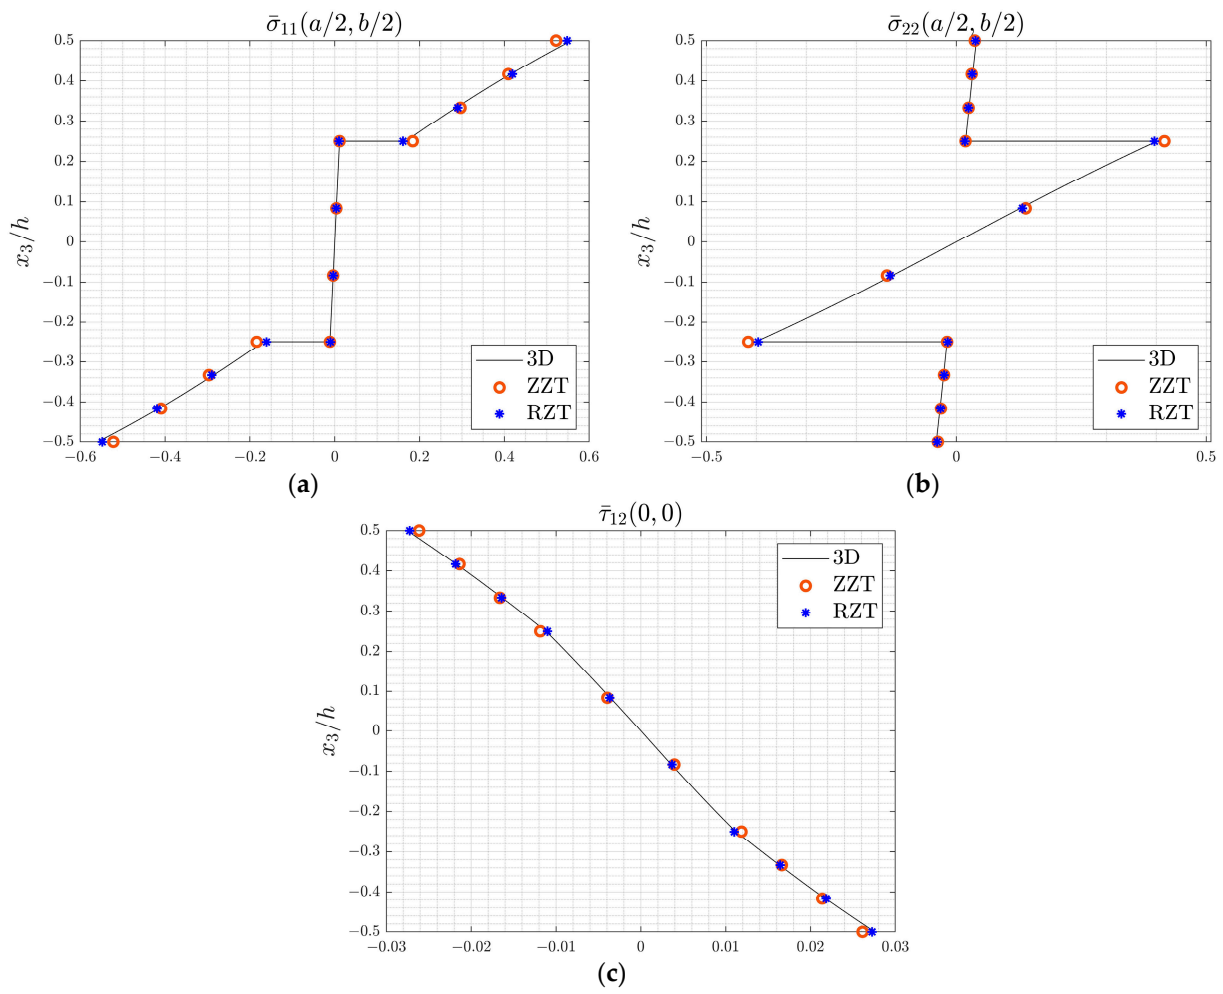 σ̄₁₁(a/2, b/2)
0.5
0.4
0.3
0.2
0.1
0
−0.1
−0.2
−0.3
−0.4
−0.5
x₃/h
−0.6 −0.4 −0.2 0 0.2 0.4 0.6
3D
ZZT
RZT
(a)
σ̄₂₂(a/2, b/2)
0.5
0.4
0.3
0.2
0.1
0
−0.1
−0.2
−0.3
−0.4
−0.5
x₃/h
−0.5 0 0.5
3D
ZZT
RZT
(b)
τ̄₁₂(0, 0)
0.5
0.4
0.3
0.2
0.1
0
−0.1
−0.2
−0.3
−0.4
−0.5
x₃/h
−0.03 −0.02 −0.01 0 0.01 0.02 0.03
3D
ZZT
RZT
(c)